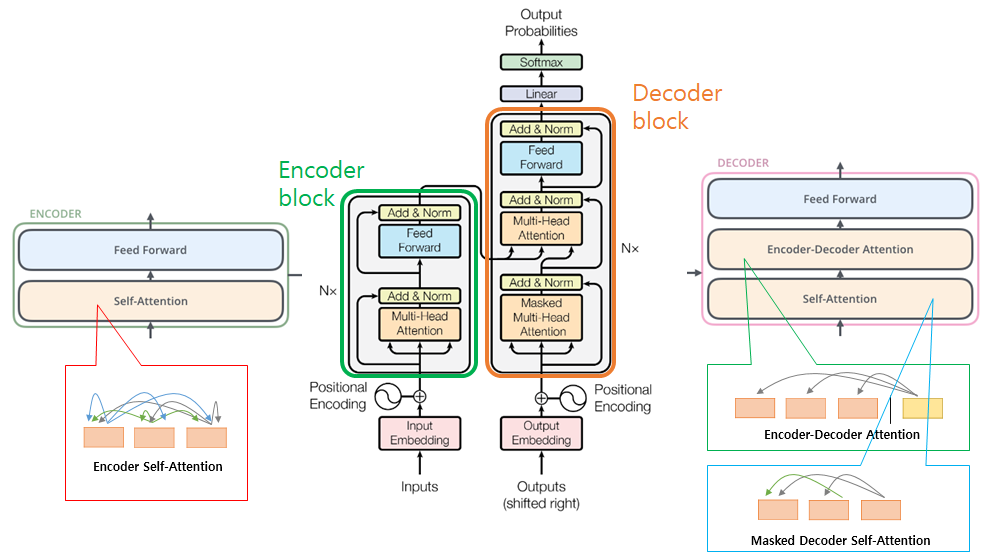 Output
Probabilities
Softmax
Linear
Decoder
block
Add & Norm
Feed
Forward
Add & Norm
Multi-Head
Attention
Add & Norm
Masked
Multi-Head
Attention
Nx
Encoder
block
Add & Norm
Feed
Forward
Add & Norm
Multi-Head
Attention
Nx
Positional
Encoding
Positional
Encoding
Input
Embedding
Output
Embedding
Inputs
Outputs
(shifted right)
ENCODER
Feed Forward
Self-Attention
Encoder Self-Attention
DECODER
Feed Forward
Encoder-Decoder Attention
Self-Attention
Encoder-Decoder Attention
Masked Decoder Self-Attention